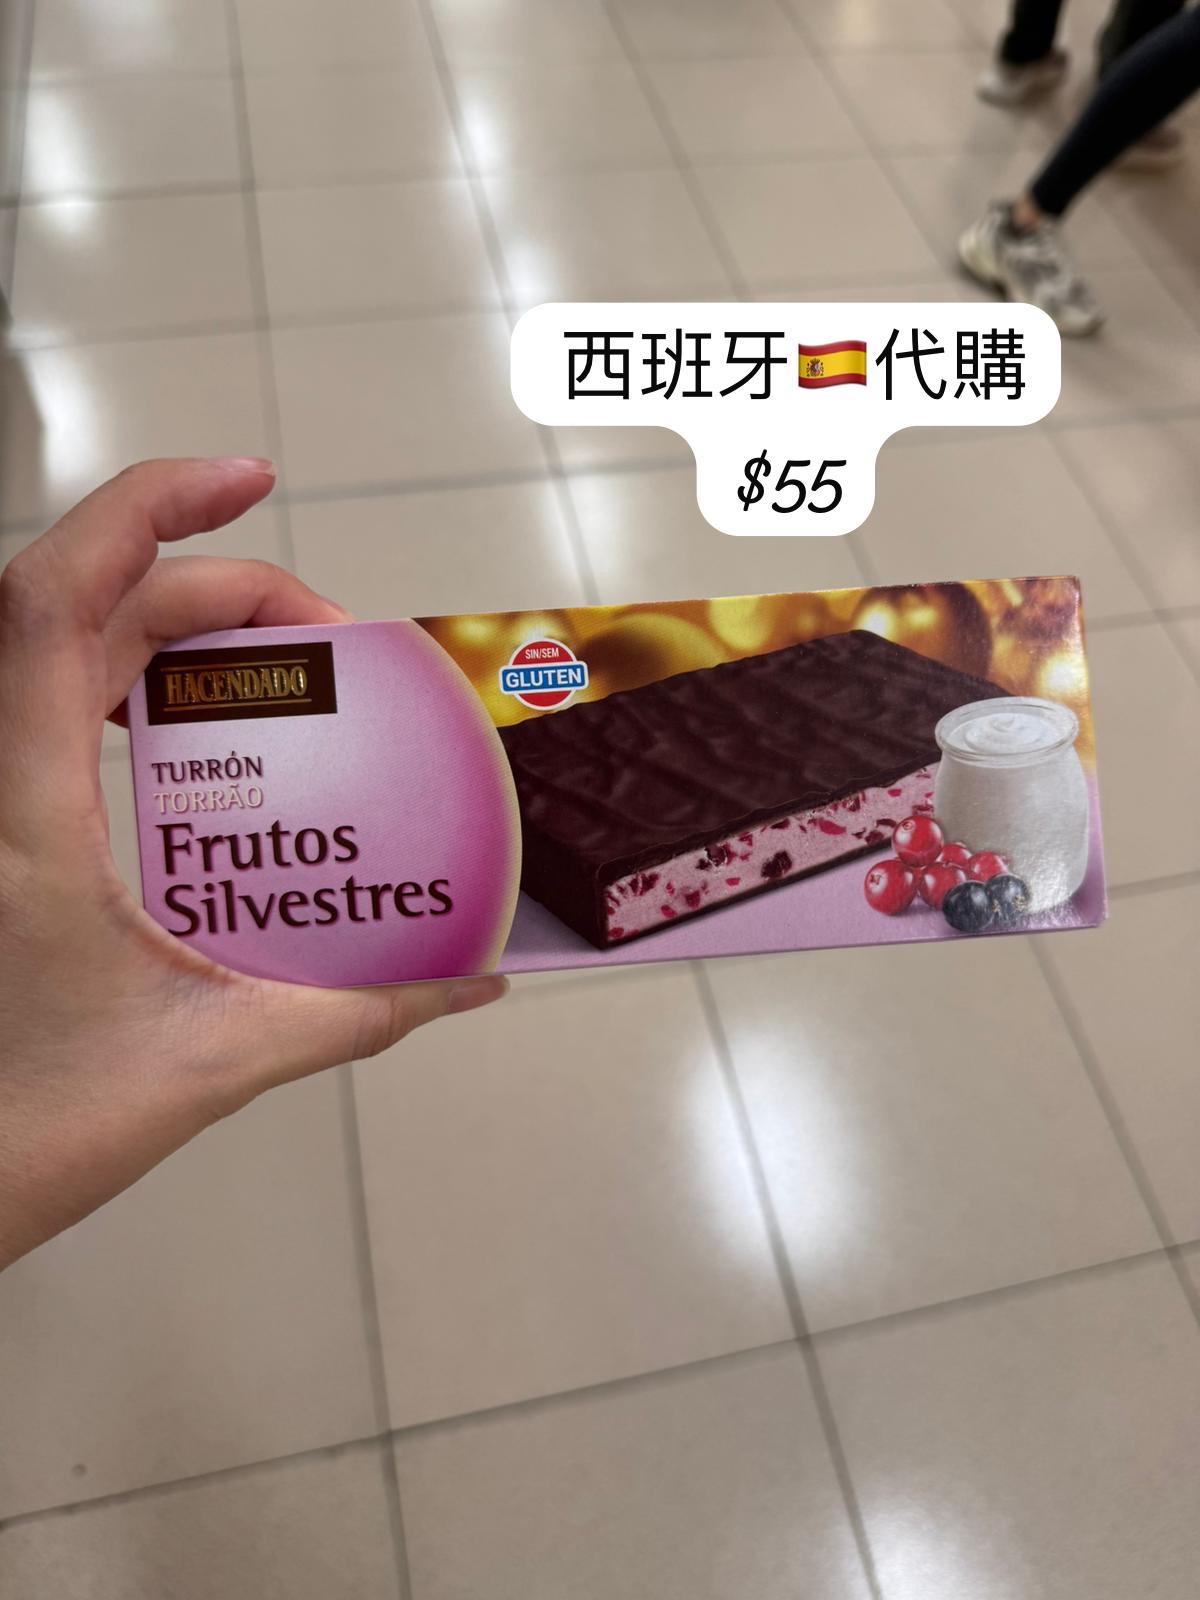 西班牙🇪🇸代購
$55
HACENDADO
SIN/SEM
GLUTEN
TURRÓN
TORRÃO
Frutos
Silvestres